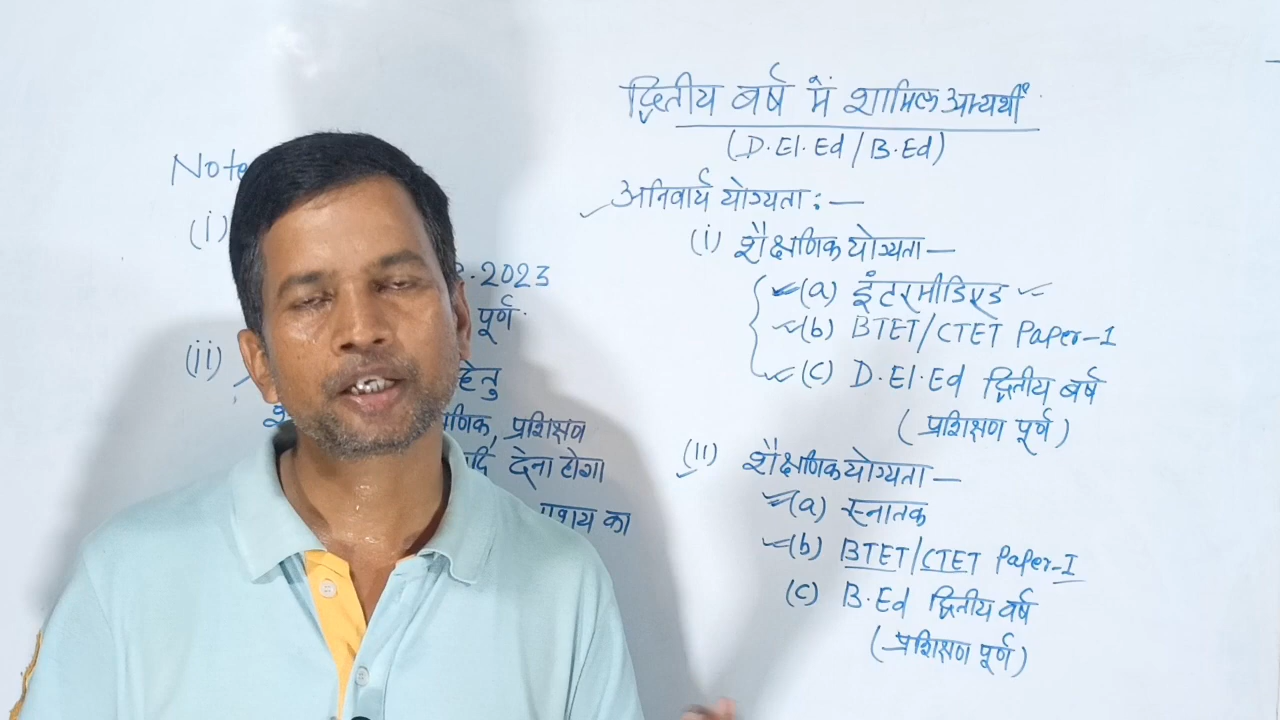 द्वितीय वर्ष में शामिल अभ्यर्थी
(D.El.Ed / B.Ed)
अनिवार्य योग्यता : —
(i) शैक्षणिक योग्यता —
(a) इंटरमीडिएड
(b) BTET/CTET Paper-1
(c) D.El.Ed द्वितीय वर्ष
(प्रशिक्षण पूर्ण)
(II) शैक्षणिक योग्यता —
(a) स्नातक
(b) BTET/CTET Paper-I
(c) B.Ed द्वितीय वर्ष
(प्रशिक्षण पूर्ण)
Note
(i)
.2023
पूर्ण
(ii)
हेतु
प्रशिक्षण
देना होगा
का